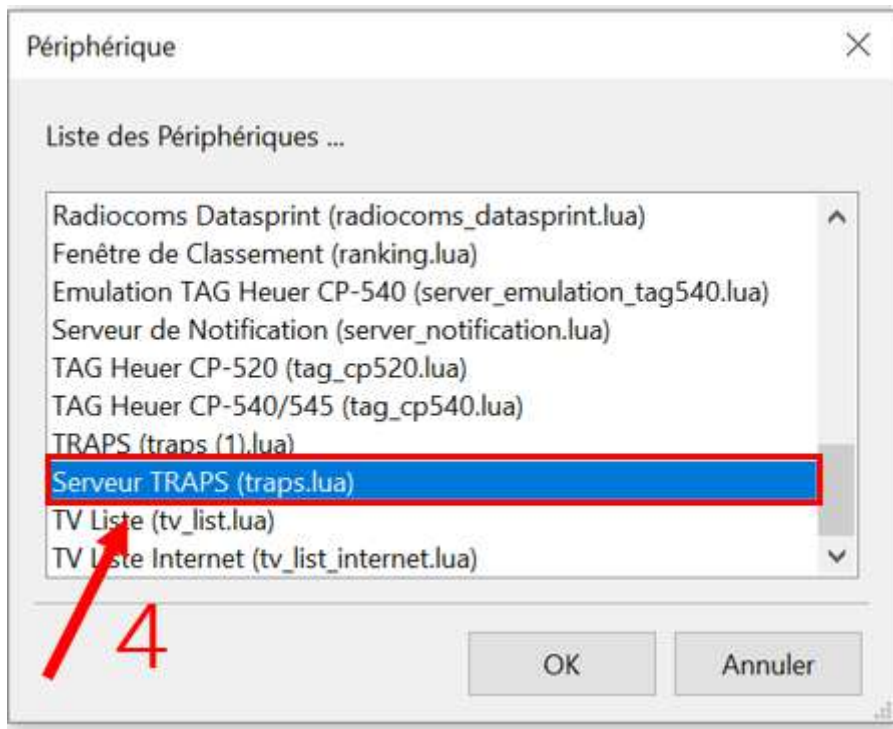 Périphérique
Liste des Périphériques ...
Radiocoms Datasprint (radiocoms_datasprint.lua)
Fenêtre de Classement (ranking.lua)
Emulation TAG Heuer CP-540 (server_emulation_tag540.lua)
Serveur de Notification (server_notification.lua)
TAG Heuer CP-520 (tag_cp520.lua)
TAG Heuer CP-540/545 (tag_cp540.lua)
TRAPS (traps (1).lua)
Serveur TRAPS (traps.lua)
TV Liste (tv_list.lua)
TV Liste Internet (tv_list_internet.lua)
4
OK Annuler